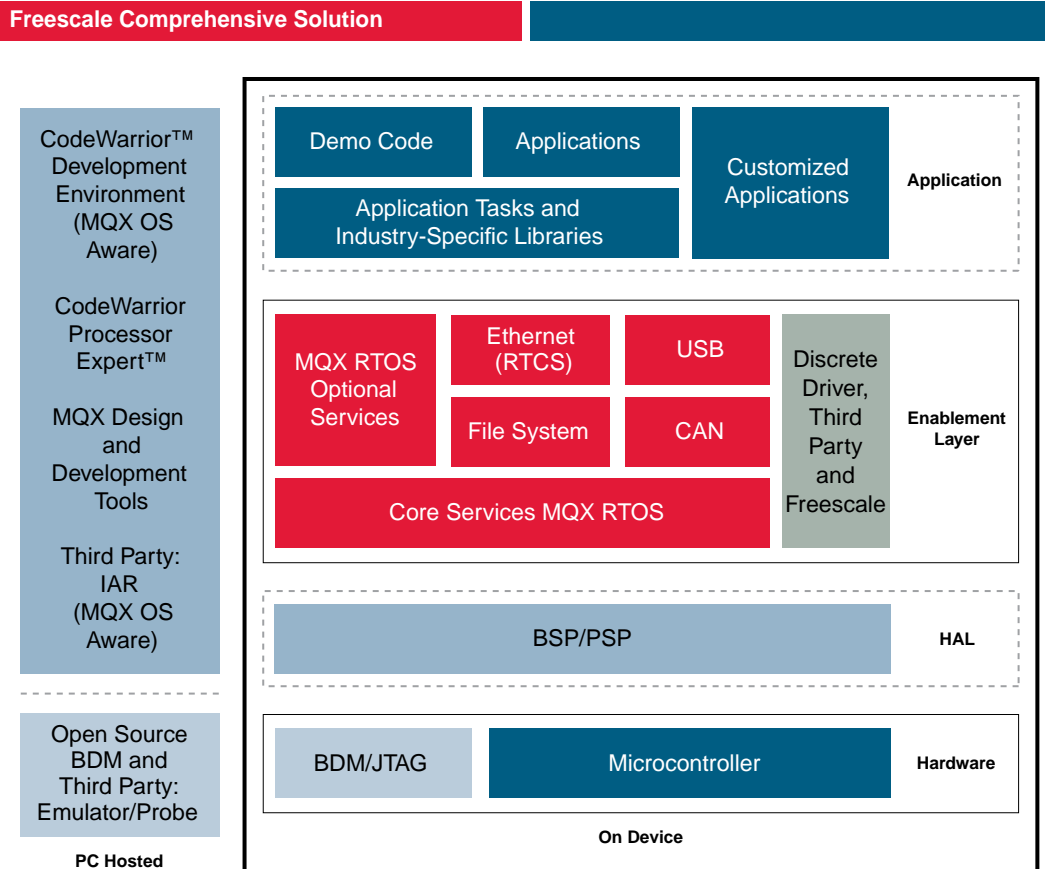 Freescale Comprehensive Solution
CodeWarrior™
Development
Environment
(MQX OS
Aware)
CodeWarrior
Processor
Expert™
MQX Design
and
Development
Tools
Third Party:
IAR
(MQX OS
Aware)
Open Source
BDM and
Third Party:
Emulator/Probe
PC Hosted
Demo Code
Applications
Customized
Applications
Application Tasks and
Industry-Specific Libraries
Application
MQX RTOS
Optional
Services
Ethernet
(RTCS)
USB
File System
CAN
Core Services MQX RTOS
Discrete
Driver,
Third
Party
and
Freescale
Enablement
Layer
BSP/PSP
HAL
BDM/JTAG
Microcontroller
Hardware
On Device